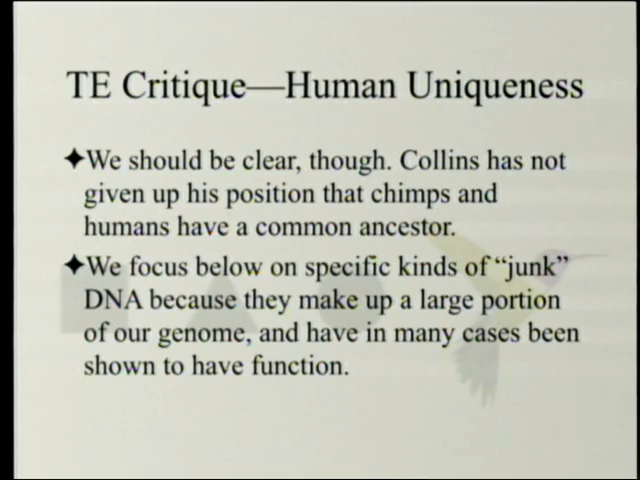 TE Critique—Human Uniqueness
✦We should be clear, though. Collins has not
given up his position that chimps and
humans have a common ancestor.
✦We focus below on specific kinds of “junk”
DNA because they make up a large portion
of our genome, and have in many cases been
shown to have function.